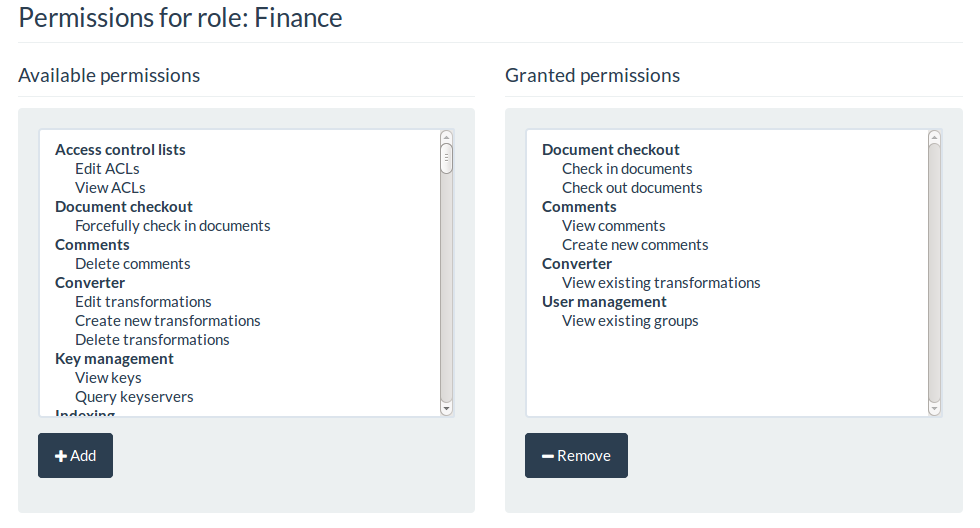 Permissions for role: Finance
Available permissions
Access control lists
Edit ACLs
View ACLs
Document checkout
Forcefully check in documents
Comments
Delete comments
Converter
Edit transformations
Create new transformations
Delete transformations
Key management
View keys
Query keyservers
Indexing
Add
Granted permissions
Document checkout
Check in documents
Check out documents
Comments
View comments
Create new comments
Converter
View existing transformations
User management
View existing groups
Remove